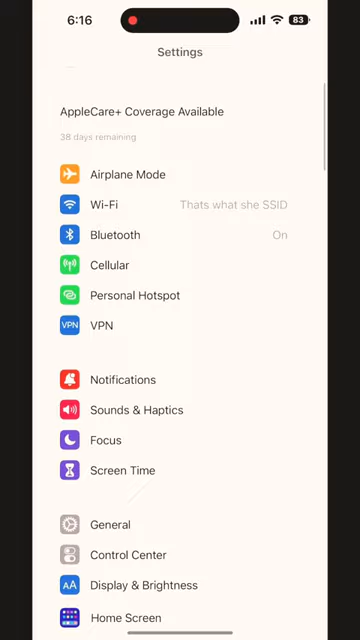 6:16
83
Settings
AppleCare+ Coverage Available
38 days remaining
Airplane Mode
Wi-Fi Thats what she SSID
Bluetooth On
Cellular
Personal Hotspot
VPN VPN
Notifications
Sounds & Haptics
Focus
Screen Time
General
Control Center
AA Display & Brightness
Home Screen